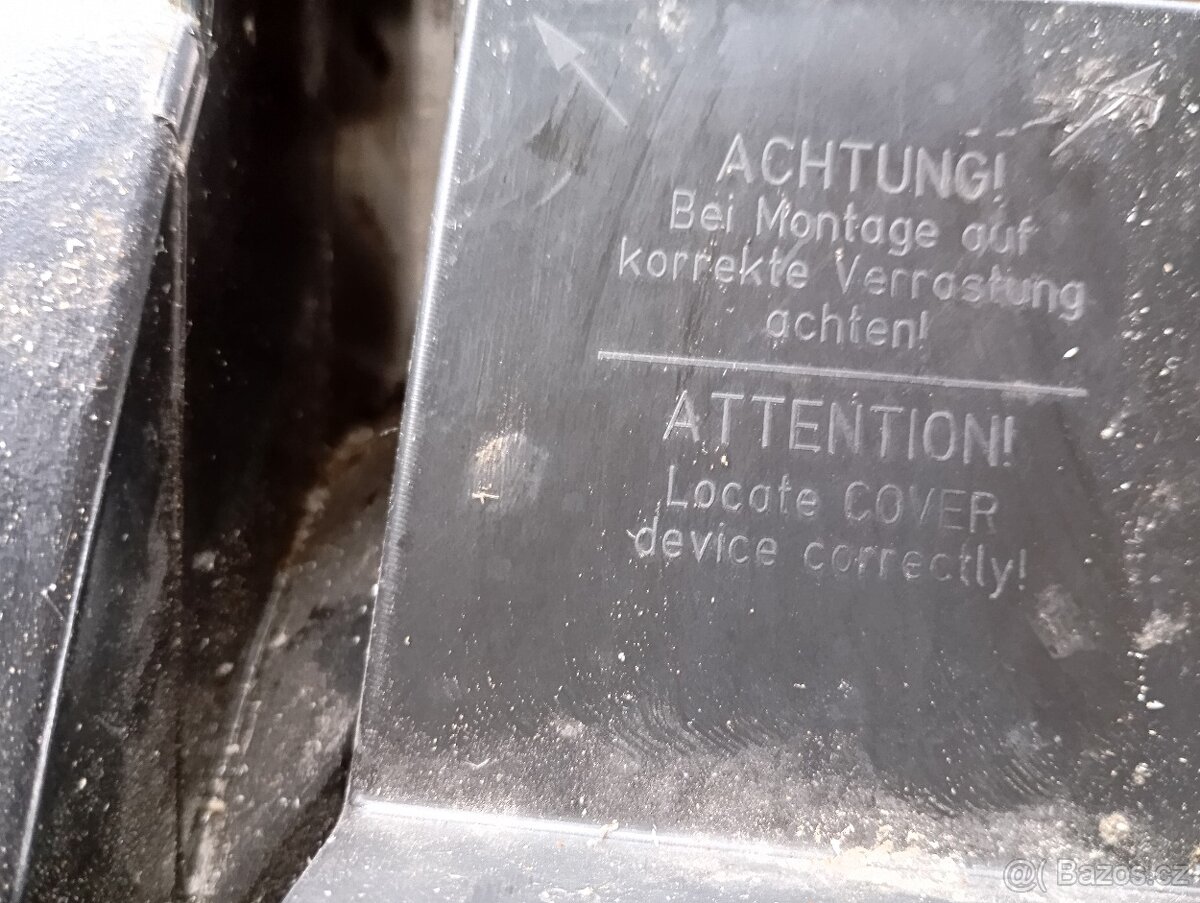 ACHTUNG!
Bei Montage auf
korrekte Verrastung
achten!
ATTENTION!
Locate COVER
device correctly!
@( Bazos.cz